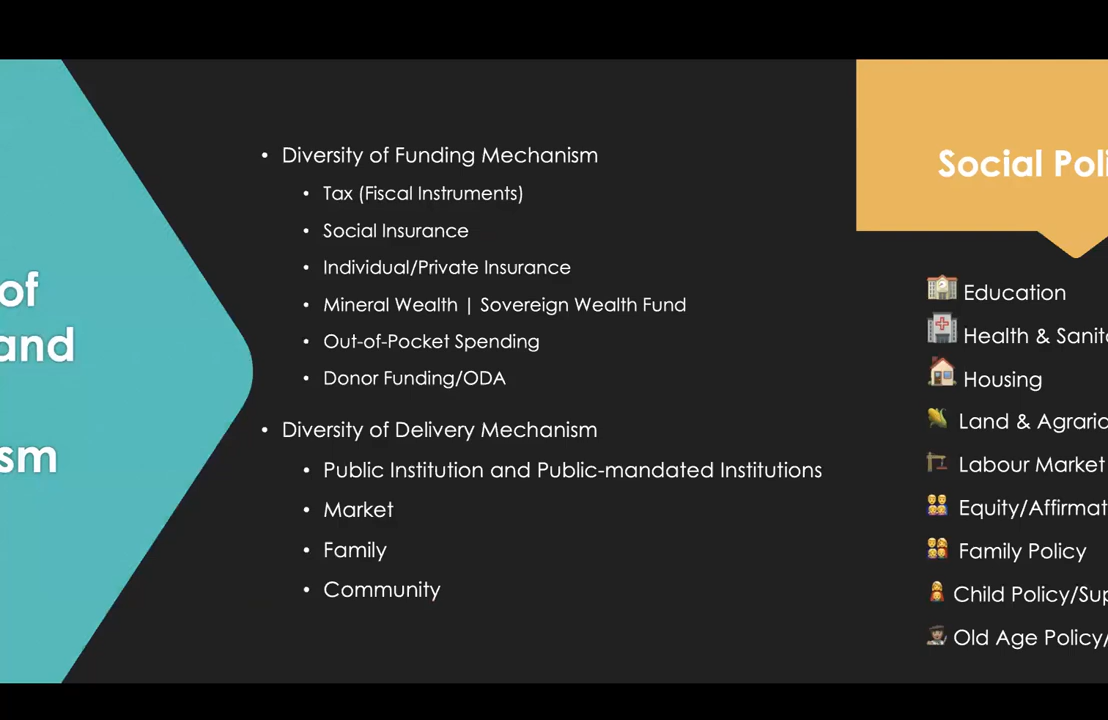 of
and
sm
Diversity of Funding Mechanism
Tax (Fiscal Instruments)
Social Insurance
Individual/Private Insurance
Mineral Wealth | Sovereign Wealth Fund
Out-of-Pocket Spending
Donor Funding/ODA
Diversity of Delivery Mechanism
Public Institution and Public-mandated Institutions
Market
Family
Community
Social Poli
Education
Health & Sanit
Housing
Land & Agrari
Labour Market
Equity/Affirmat
Family Policy
Child Policy/Sup
Old Age Policy/